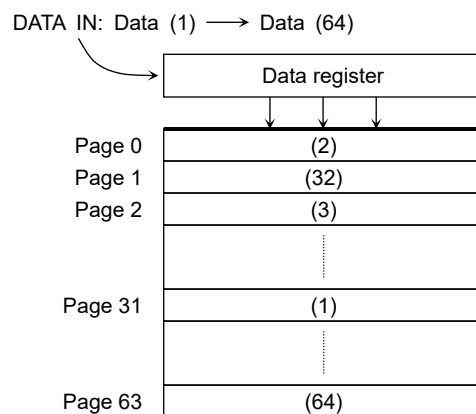 DATA IN: Data (1) ⟶ Data (64)
Data register
Page 0 (2)
Page 1 (32)
Page 2 (3)
Page 31 (1)
Page 63 (64)